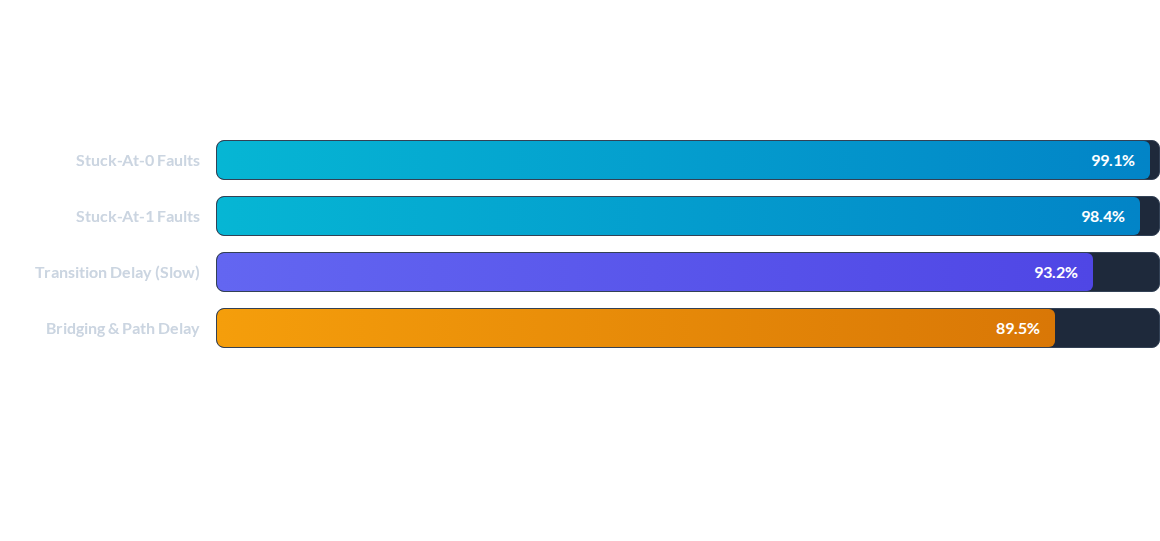 Stuck-At-0 Faults 99.1%
Stuck-At-1 Faults 98.4%
Transition Delay (Slow) 93.2%
Bridging & Path Delay 89.5%